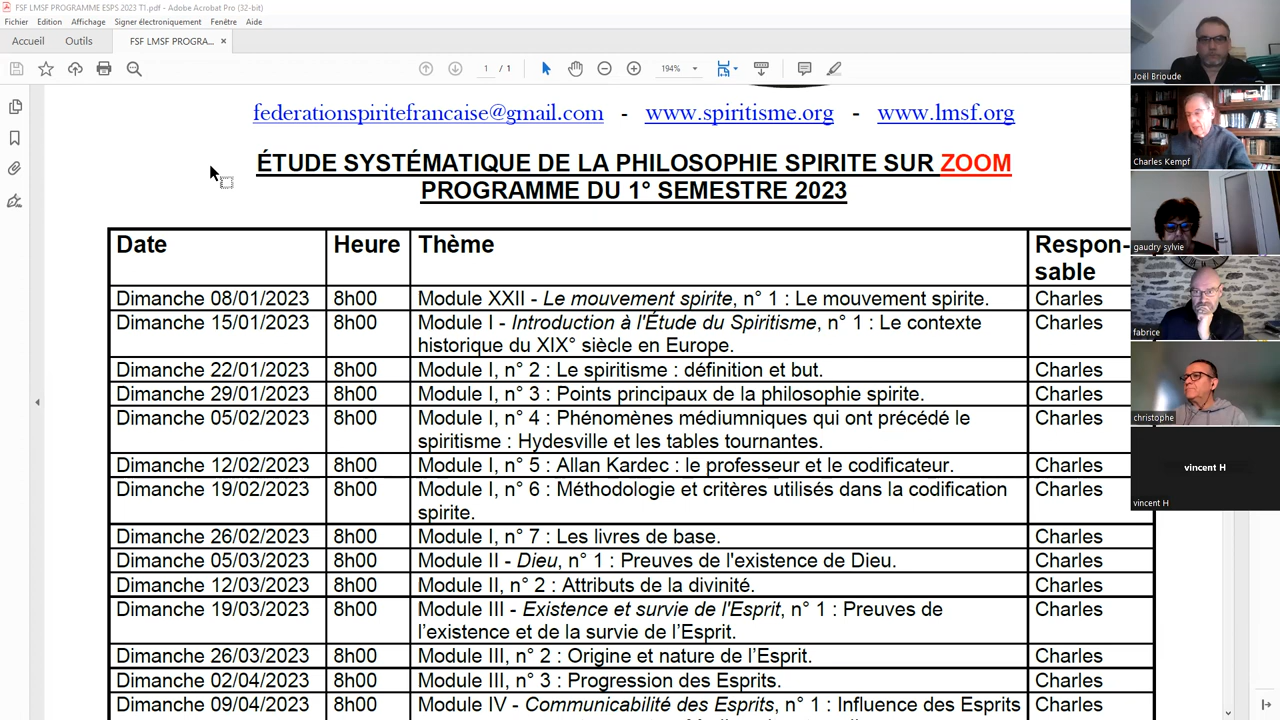 FSF LMSF PROGRAMME ESPS 2023 T1.pdf - Adobe Acrobat Pro (32-bit)
Fichier Edition Affichage Signer électroniquement Fenêtre Aide
Accueil Outils FSF LMSF PROGRA... ×
1 / 1 194%
federationspiritefrancaise@gmail.com - www.spiritisme.org - www.lmsf.org
ÉTUDE SYSTÉMATIQUE DE LA PHILOSOPHIE SPIRITE SUR ZOOM
PROGRAMME DU 1° SEMESTRE 2023
Date Heure Thème Respon-
sable
Dimanche 08/01/2023 8h00 Module XXII - Le mouvement spirite, n° 1 : Le mouvement spirite. Charles
Dimanche 15/01/2023 8h00 Module I - Introduction à l'Étude du Spiritisme, n° 1 : Le contexte Charles
historique du XIX° siècle en Europe.
Dimanche 22/01/2023 8h00 Module I, n° 2 : Le spiritisme : définition et but. Charles
Dimanche 29/01/2023 8h00 Module I, n° 3 : Points principaux de la philosophie spirite. Charles
Dimanche 05/02/2023 8h00 Module I, n° 4 : Phénomènes médiumniques qui ont précédé le Charles
spiritisme : Hydesville et les tables tournantes.
Dimanche 12/02/2023 8h00 Module I, n° 5 : Allan Kardec : le professeur et le codificateur. Charles
Dimanche 19/02/2023 8h00 Module I, n° 6 : Méthodologie et critères utilisés dans la codification Charles
spirite.
Dimanche 26/02/2023 8h00 Module I, n° 7 : Les livres de base. Charles
Dimanche 05/03/2023 8h00 Module II - Dieu, n° 1 : Preuves de l'existence de Dieu. Charles
Dimanche 12/03/2023 8h00 Module II, n° 2 : Attributs de la divinité. Charles
Dimanche 19/03/2023 8h00 Module III - Existence et survie de l'Esprit, n° 1 : Preuves de Charles
l’existence et de la survie de l’Esprit.
Dimanche 26/03/2023 8h00 Module III, n° 2 : Origine et nature de l’Esprit. Charles
Dimanche 02/04/2023 8h00 Module III, n° 3 : Progression des Esprits. Charles
Dimanche 09/04/2023 8h00 Module IV - Communicabilité des Esprits, n° 1 : Influence des Esprits Charles
Joël Brioude
Charles Kempf
gaudry sylvie
fabrice
christophe
vincent H
vincent H